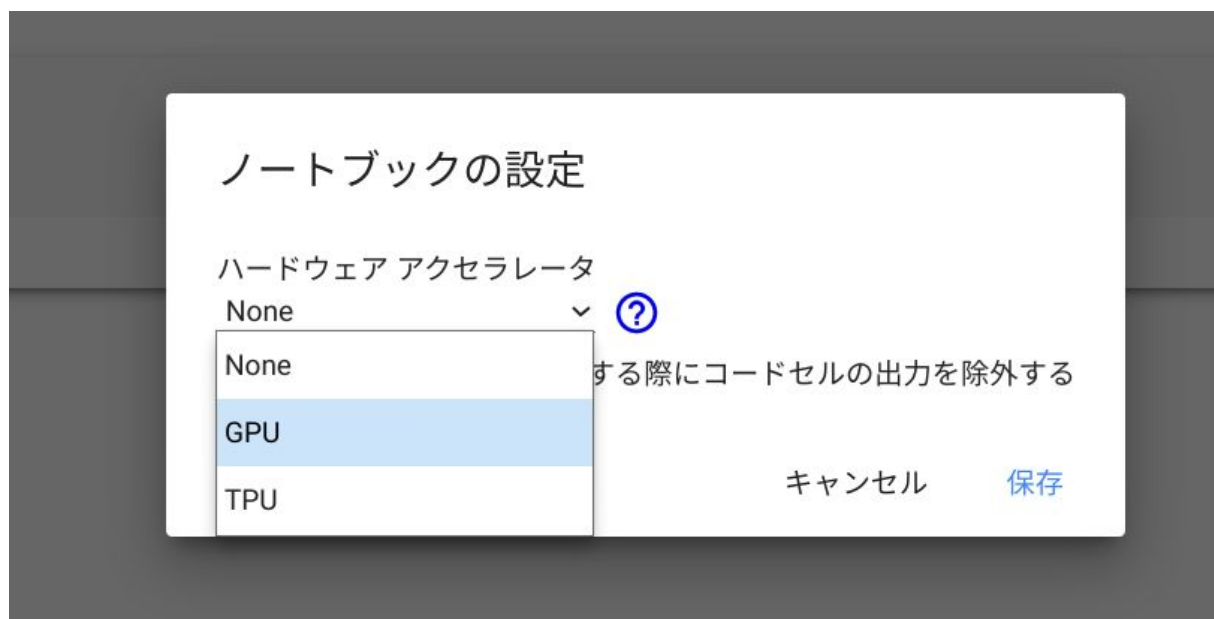 ノートブックの設定
ハードウェア アクセラレータ
None
None
する際にコードセルの出力を除外する
GPU
TPU
キャンセル
保存